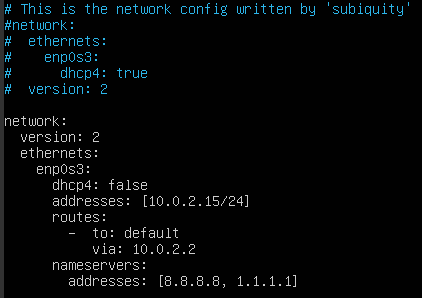 # This is the network config written by 'subiquity'
#network:
#  ethernets:
#    enp0s3:
#      dhcp4: true
#  version: 2

network:
  version: 2
  ethernets:
    enp0s3:
      dhcp4: false
      addresses: [10.0.2.15/24]
      routes:
        -  to: default
           via: 10.0.2.2
      nameservers:
        addresses: [8.8.8.8, 1.1.1.1]